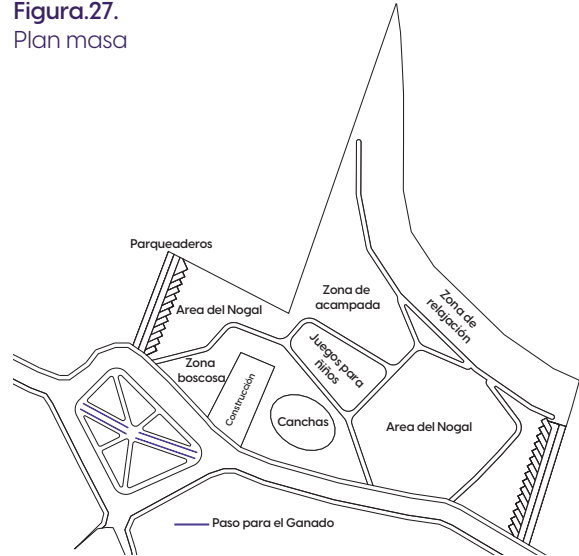 Figura.27.
Plan masa
Parqueaderos
Area del Nogal
Zona de
acampada
Zona de
relajación
Juegos para
ñiños
Zona
boscosa
Construcción
Canchas
Area del Nogal
Paso para el Ganado